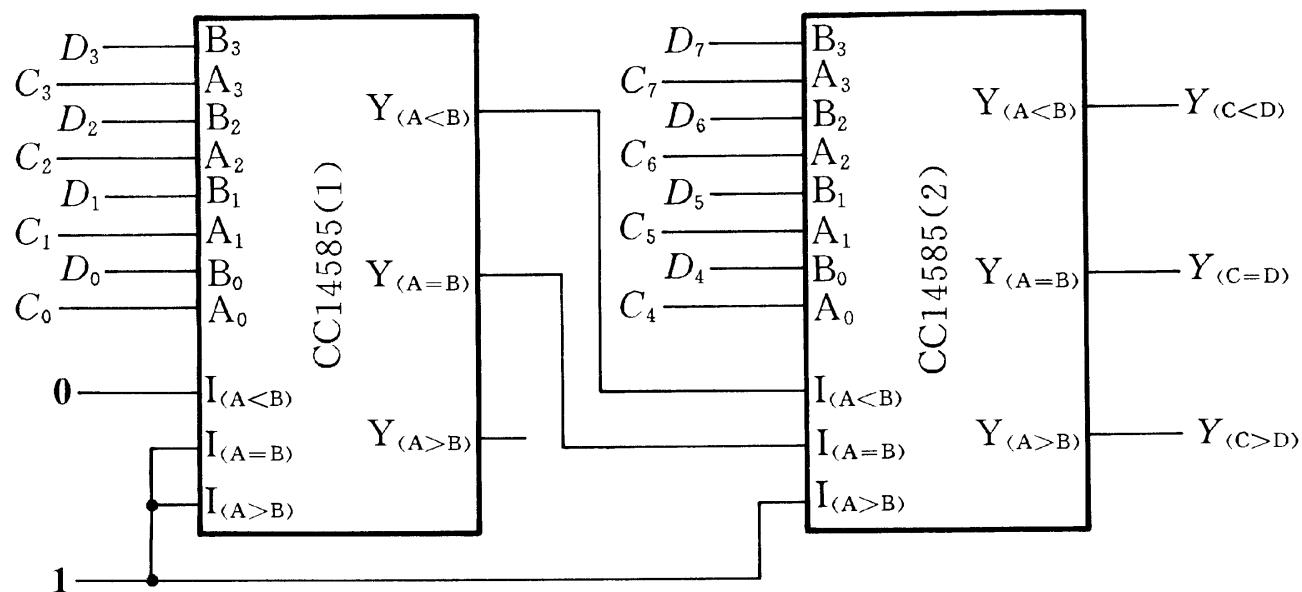 D₃
C₃
D₂
C₂
D₁
C₁
D₀
C₀
0
1
B₃
A₃
B₂
A₂
B₁
A₁
B₀
A₀
I(A<B)
I(A=B)
I(A>B)
CC14585(1)
Y(A<B)
Y(A=B)
Y(A>B)
D₇
C₇
D₆
C₆
D₅
C₅
D₄
C₄
B₃
A₃
B₂
A₂
B₁
A₁
B₀
A₀
I(A<B)
I(A=B)
I(A>B)
CC14585(2)
Y(A<B)
Y(A=B)
Y(A>B)
Y(C<D)
Y(C=D)
Y(C>D)